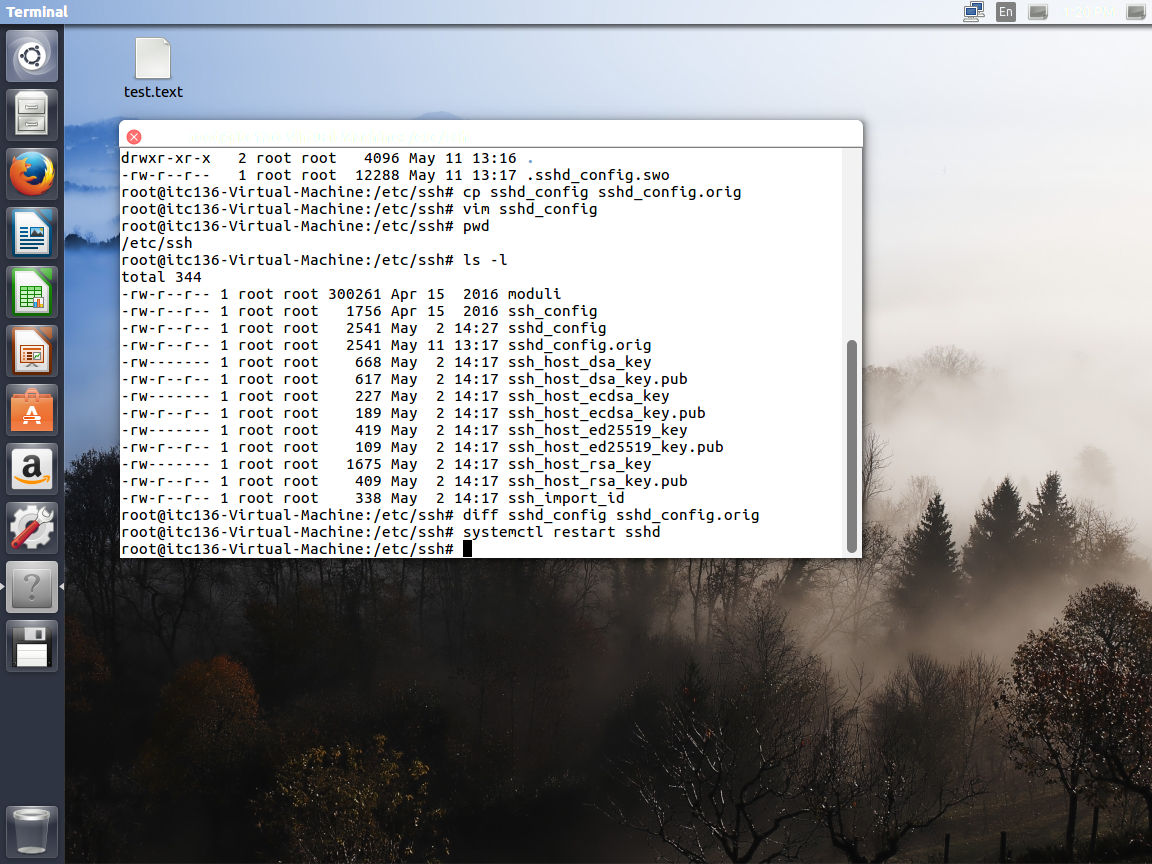 Terminal
En
test.text
drwxr-xr-x   2 root root   4096 May 11 13:16 .
-rw-r--r--   1 root root  12288 May 11 13:17 .sshd_config.swo
root@itc136-Virtual-Machine:/etc/ssh# cp sshd_config sshd_config.orig
root@itc136-Virtual-Machine:/etc/ssh# vim sshd_config
root@itc136-Virtual-Machine:/etc/ssh# pwd
/etc/ssh
root@itc136-Virtual-Machine:/etc/ssh# ls -l
total 344
-rw-r--r-- 1 root root 300261 Apr 15  2016 moduli
-rw-r--r-- 1 root root   1756 Apr 15  2016 ssh_config
-rw-r--r-- 1 root root   2541 May  2 14:27 sshd_config
-rw-r--r-- 1 root root   2541 May 11 13:17 sshd_config.orig
-rw------- 1 root root    668 May  2 14:17 ssh_host_dsa_key
-rw-r--r-- 1 root root    617 May  2 14:17 ssh_host_dsa_key.pub
-rw------- 1 root root    227 May  2 14:17 ssh_host_ecdsa_key
-rw-r--r-- 1 root root    189 May  2 14:17 ssh_host_ecdsa_key.pub
-rw------- 1 root root    419 May  2 14:17 ssh_host_ed25519_key
-rw-r--r-- 1 root root    109 May  2 14:17 ssh_host_ed25519_key.pub
-rw------- 1 root root   1675 May  2 14:17 ssh_host_rsa_key
-rw-r--r-- 1 root root    409 May  2 14:17 ssh_host_rsa_key.pub
-rw-r--r-- 1 root root    338 May  2 14:17 ssh_import_id
root@itc136-Virtual-Machine:/etc/ssh# diff sshd_config sshd_config.orig
root@itc136-Virtual-Machine:/etc/ssh# systemctl restart sshd
root@itc136-Virtual-Machine:/etc/ssh#